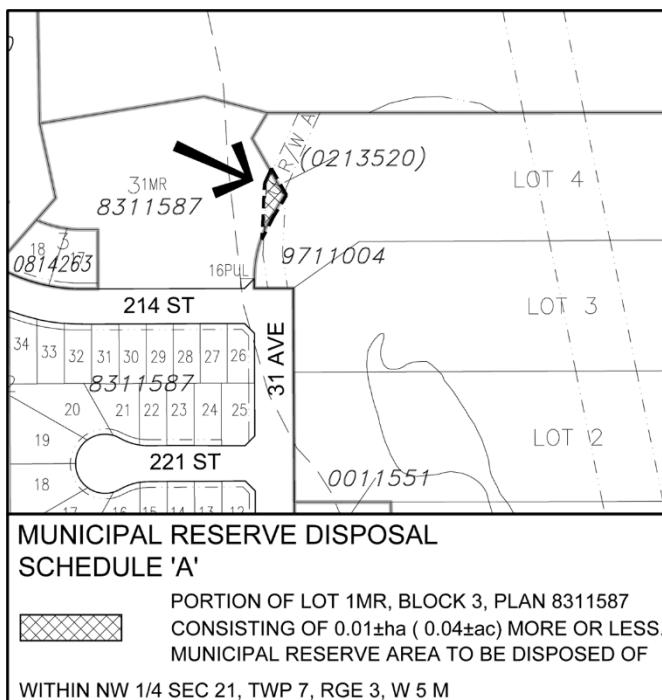 R/W A
(0213520)
31MR
8311587
LOT 4
18 3 17
0814263
9711004
16PUL
214 ST
LOT 3
34 33 32 31 30 29 28 27 26
31 AVE
8311587
20 21 22 23 24 25
19
LOT 2
221 ST
18
0011551
17 16 15 14 13 12
MUNICIPAL RESERVE DISPOSAL
SCHEDULE 'A'
PORTION OF LOT 1MR, BLOCK 3, PLAN 8311587
CONSISTING OF 0.01±ha ( 0.04±ac) MORE OR LESS.
MUNICIPAL RESERVE AREA TO BE DISPOSED OF
WITHIN NW 1/4 SEC 21, TWP 7, RGE 3, W 5 M